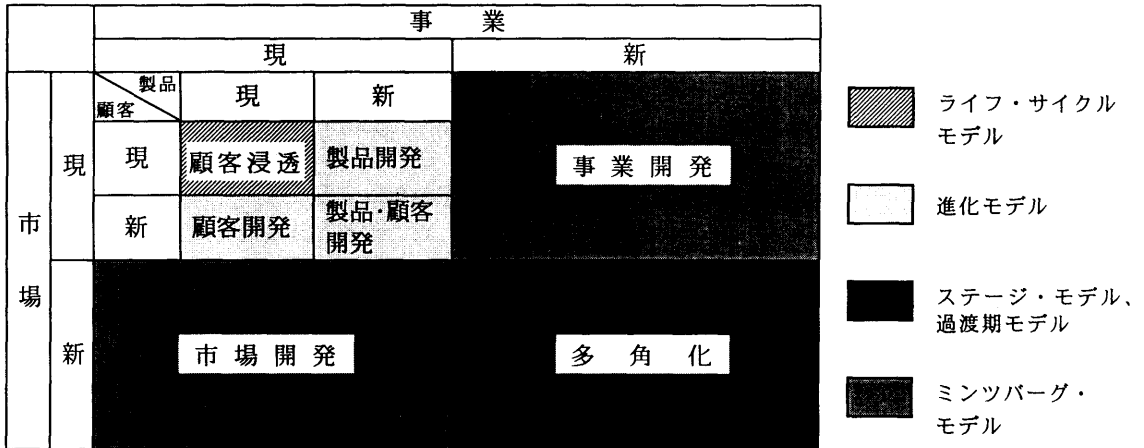 事業
現 新
製品
顧客
現 新
市場
現
現 顧客浸透 製品開発
事業開発
新 顧客開発 製品·顧客
開発
新
市場開発 多角化
ライフ・サイクル
モデル
進化モデル
ステージ・モデル、
過渡期モデル
ミンツバーグ・
モデル